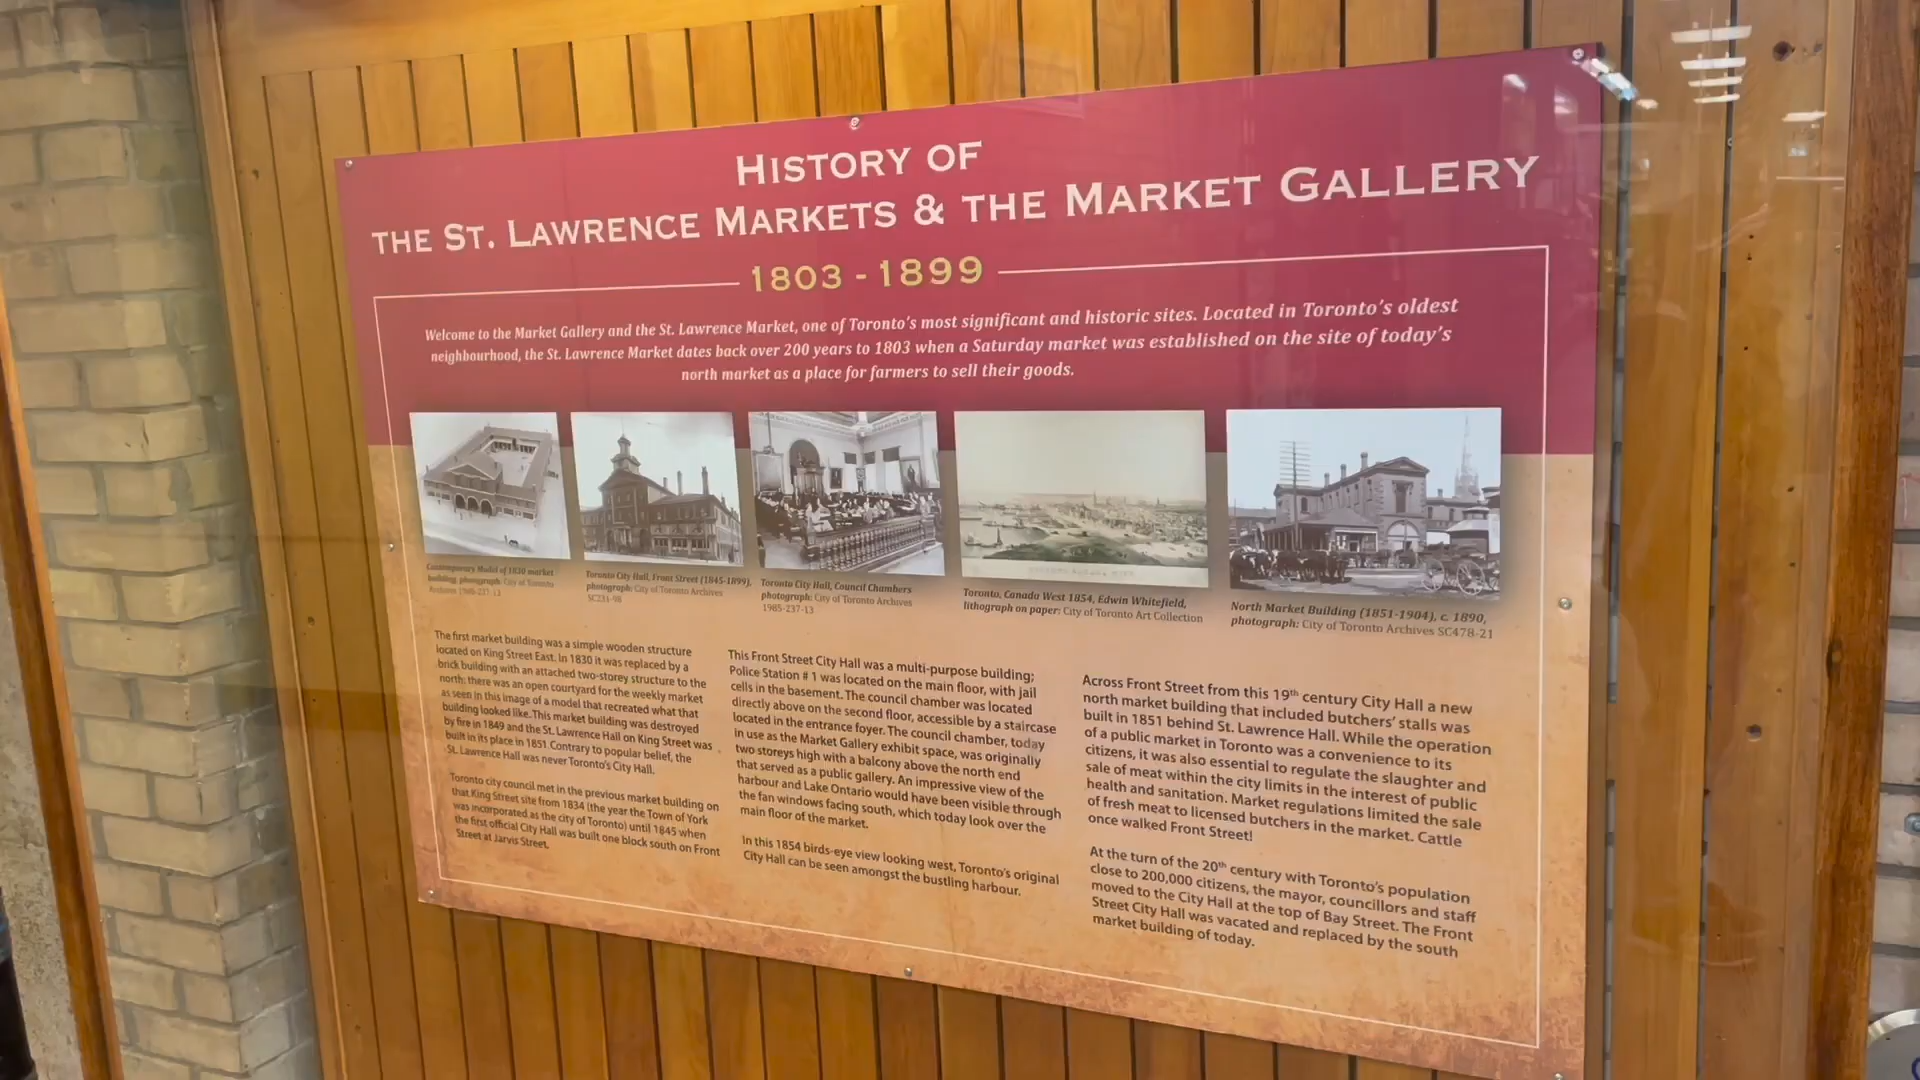 HISTORY OF
THE ST. LAWRENCE MARKETS & THE MARKET GALLERY
1803 - 1899
Welcome to the Market Gallery and the St. Lawrence Market, one of Toronto's most significant and historic sites. Located in Toronto's oldest
neighbourhood, the St. Lawrence Market dates back over 200 years to 1803 when a Saturday market was established on the site of today's
north market as a place for farmers to sell their goods.
Contemporary Model of 1830 market
building, photograph: City of Toronto
Archives 1985-237-13
Toronto City Hall, Front Street (1845-1899),
photograph: City of Toronto Archives
SC231-98
Toronto City Hall, Council Chambers
photograph: City of Toronto Archives
1985-237-13
Toronto, Canada West 1854, Edwin Whitefield,
lithograph on paper: City of Toronto Art Collection
North Market Building (1851-1904), c. 1890,
photograph: City of Toronto Archives SC478-21
The first market building was a simple wooden structure
located on King Street East. In 1830 it was replaced by a
brick building with an attached two-storey structure to the
north; there was an open courtyard for the weekly market
as seen in this image of a model that recreated what that
building looked like. This market building was destroyed
by fire in 1849 and the St. Lawrence Hall on King Street was
built in its place in 1851. Contrary to popular belief, the
St. Lawrence Hall was never Toronto's City Hall.
Toronto city council met in the previous market building on
that King Street site from 1834 (the year the Town of York
was incorporated as the city of Toronto) until 1845 when
the first official City Hall was built one block south on Front
Street at Jarvis Street.
This Front Street City Hall was a multi-purpose building;
Police Station # 1 was located on the main floor, with jail
cells in the basement. The council chamber was located
directly above on the second floor, accessible by a staircase
located in the entrance foyer. The council chamber, today
in use as the Market Gallery exhibit space, was originally
two storeys high with a balcony above the north end
that served as a public gallery. An impressive view of the
harbour and Lake Ontario would have been visible through
the fan windows facing south, which today look over the
main floor of the market.
In this 1854 birds-eye view looking west, Toronto's original
City Hall can be seen amongst the bustling harbour.
Across Front Street from this 19th century City Hall a new
north market building that included butchers' stalls was
built in 1851 behind St. Lawrence Hall. While the operation
of a public market in Toronto was a convenience to its
citizens, it was also essential to regulate the slaughter and
sale of meat within the city limits in the interest of public
health and sanitation. Market regulations limited the sale
of fresh meat to licensed butchers in the market. Cattle
once walked Front Street!
At the turn of the 20th century with Toronto's population
close to 200,000 citizens, the mayor, councillors and staff
moved to the City Hall at the top of Bay Street. The Front
Street City Hall was vacated and replaced by the south
market building of today.